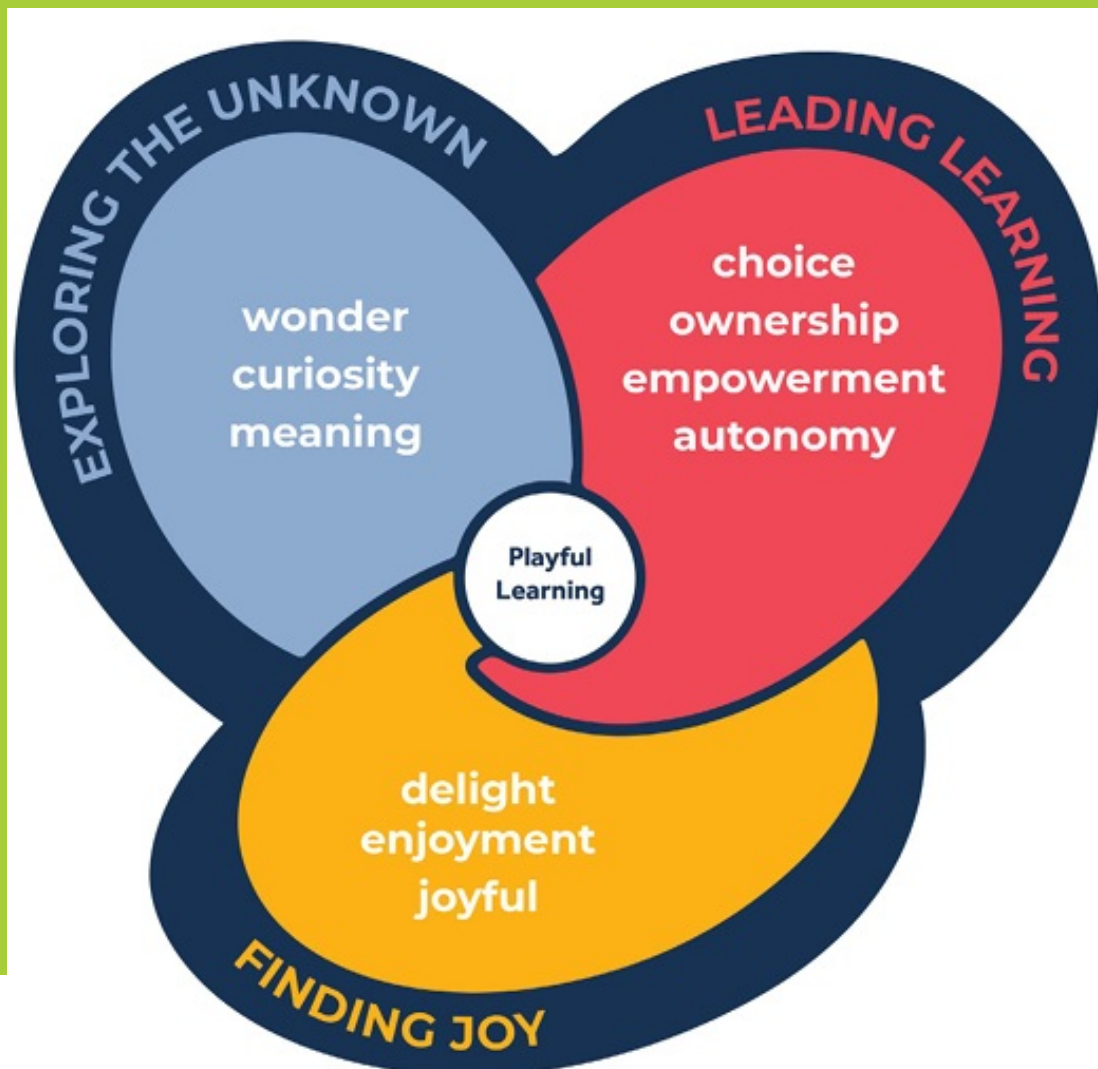 EXPLORING THE UNKNOWN
wonder
curiosity
meaning
LEADING LEARNING
choice
ownership
empowerment
autonomy
Playful
Learning
delight
enjoyment
joyful
FINDING JOY